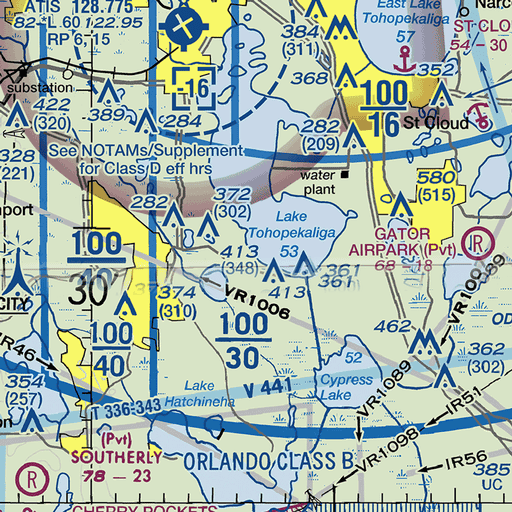 ATIS 128.775
82 L 60 122.95
RP 6-15
substation
-16
384
(311)
368
East Lake
Tohopekaliga
57
ST CLO
54 - 30
352
100
16
St Cloud
422
(320)
389
284
282
(209)
See NOTAMs/Supplement
for Class D eff hrs
water
plant
328
(221)
580
(515)
372
(302)
282
Lake
Tohopekaliga
53
GATOR
AIRPARK (Pvt)
68 - 18
R
100
30
413
(348)
413
361
361
CITY
374
(310)
VR1006
100
40
100
30
462
362
(302)
52
Cypress
Lake
VR1089
354
(257)
Lake
Hatchineha
V 441
T 336-343
IR51
(Pvt)
SOUTHERLY
78 - 23
R
ORLANDO CLASS B
VR1098
IR56
385
UC
CHERRY POCKETS